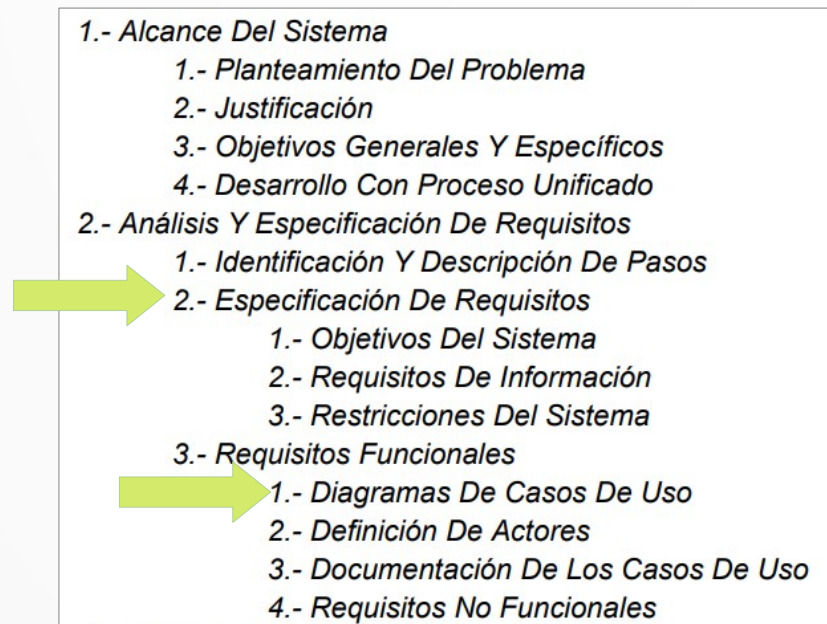 1.- Alcance Del Sistema
1.- Planteamiento Del Problema
2.- Justificación
3.- Objetivos Generales Y Específicos
4.- Desarrollo Con Proceso Unificado
2.- Análisis Y Especificación De Requisitos
1.- Identificación Y Descripción De Pasos
2.- Especificación De Requisitos
1.- Objetivos Del Sistema
2.- Requisitos De Información
3.- Restricciones Del Sistema
3.- Requisitos Funcionales
1.- Diagramas De Casos De Uso
2.- Definición De Actores
3.- Documentación De Los Casos De Uso
4.- Requisitos No Funcionales